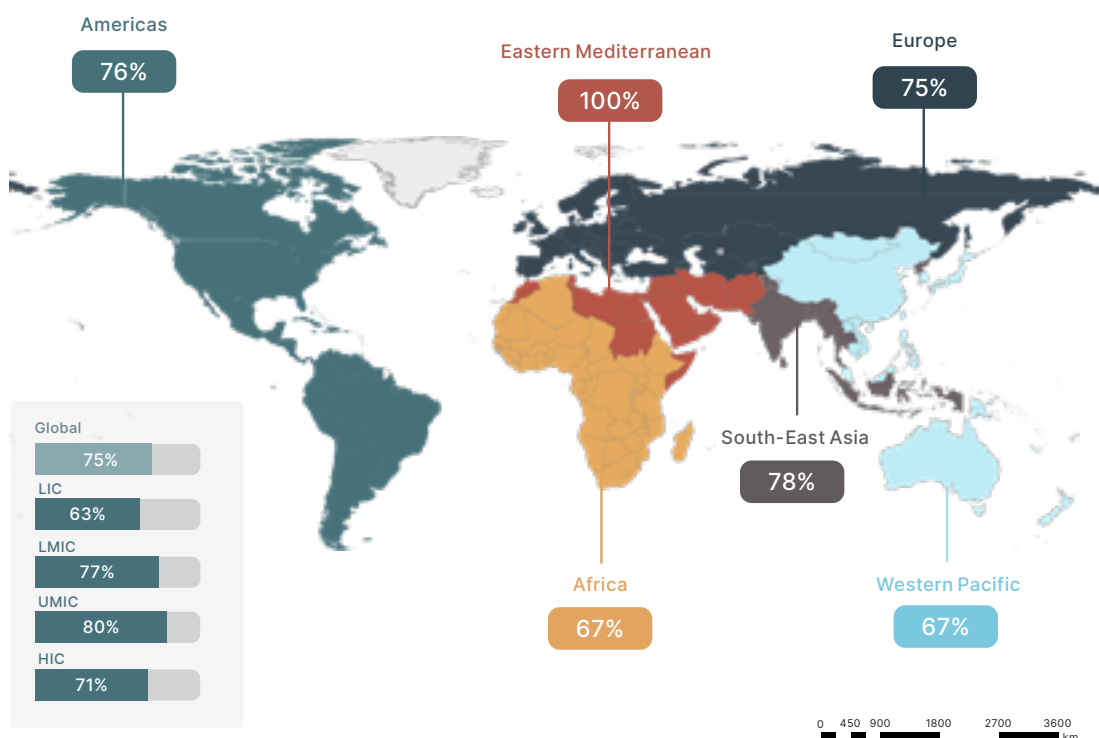 Americas
76%
Eastern Mediterranean
100%
Europe
75%
Global
75%
LIC
63%
LMIC
77%
UMIC
80%
HIC
71%
South-East Asia
78%
Africa
67%
Western Pacific
67%
0 450 900 1800 2700 3600
km